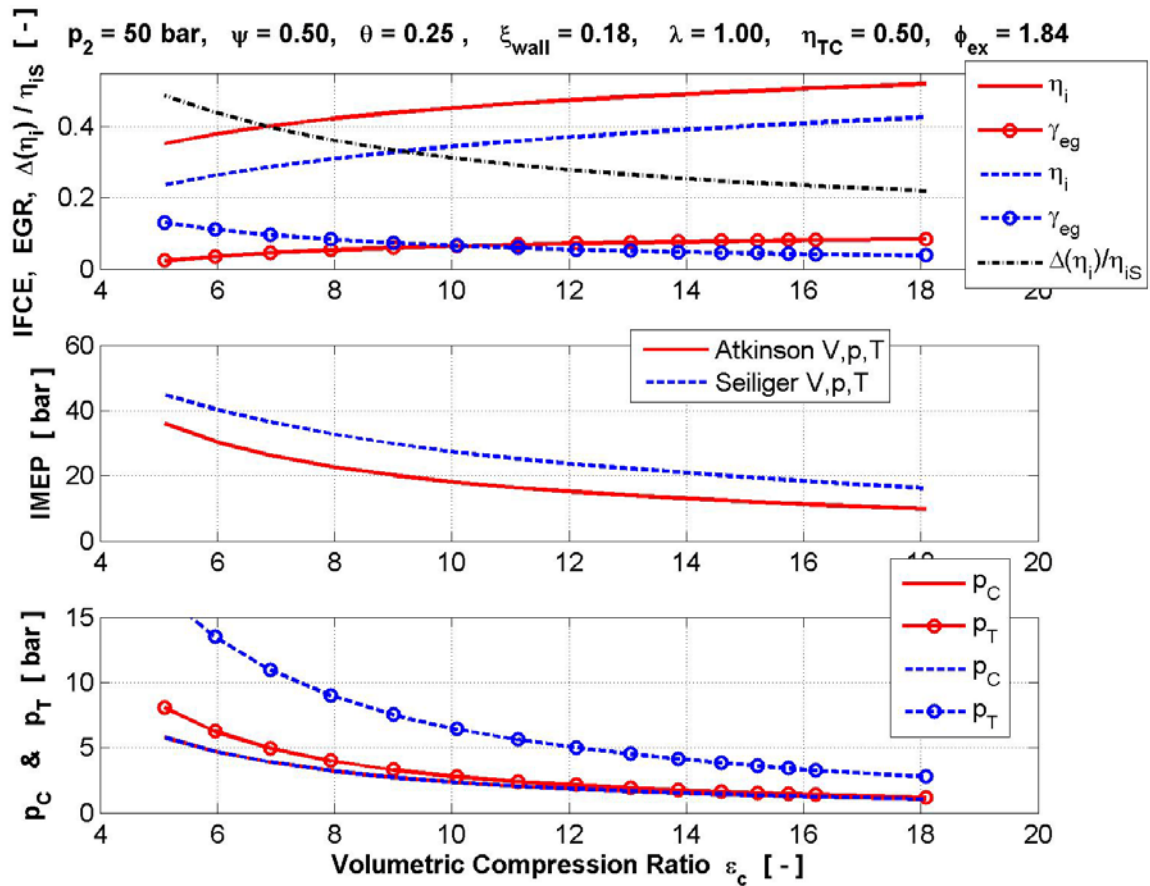 p2 = 50 bar, ψ = 0.50, θ = 0.25 , ξwall = 0.18, λ = 1.00, ηTC = 0.50, ϕex = 1.84
IFCE, EGR, Δ(ηi) / ηiS [ - ]
0.4
0.2
0
4 6 8 10 12 14 16 18 20
ηi
γeg
ηi
γeg
Δ(ηi)/ηiS
IMEP [ bar ]
60
40
20
0
4 6 8 10 12 14 16 18 20
Atkinson V,p,T
Seiliger V,p,T
pC & pT [ bar ]
15
10
5
0
4 6 8 10 12 14 16 18 20
pC
pT
pC
pT
Volumetric Compression Ratio εc [ - ]